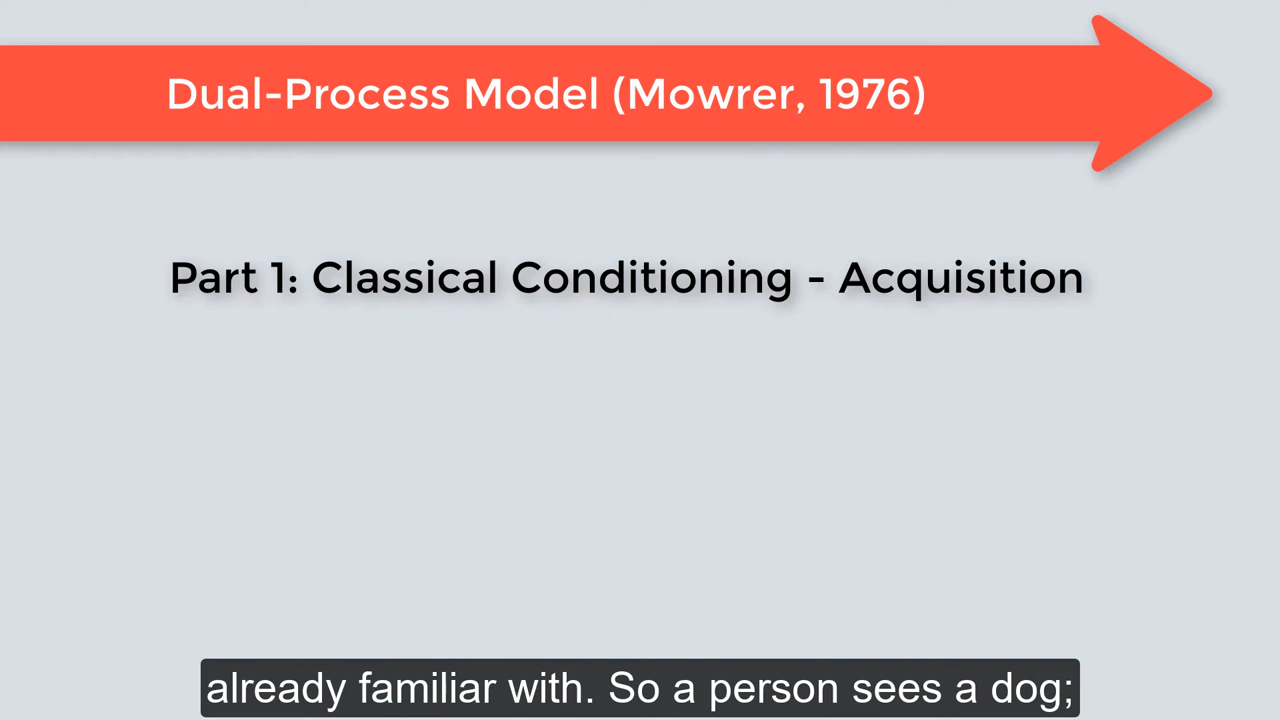 Dual-Process Model (Mowrer, 1976)
Part 1: Classical Conditioning - Acquisition
already familiar with. So a person sees a dog;